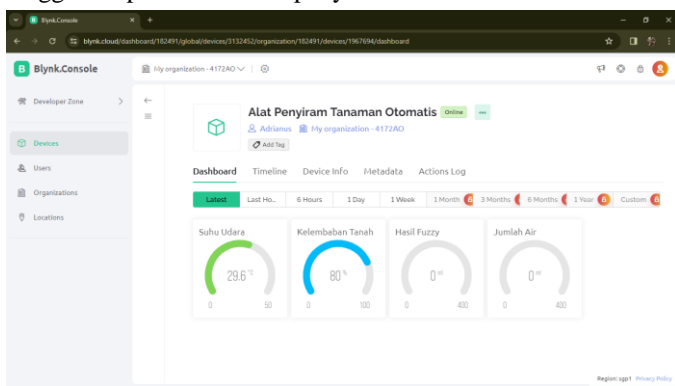 Blynk.Console
blynk.cloud/dashboard/182491/global/devices/3132452/organization/182491/devices/1967694/dashboard
B Blynk.Console
My organization - 4172AO
Developer Zone
Devices
Users
Organizations
Locations
Alat Penyiram Tanaman Otomatis Online
Adrianus My organization - 4172AO
Add Tag
Dashboard Timeline Device Info Metadata Actions Log
Latest Last Ho... 6 Hours 1 Day 1 Week 1 Month 3 Months 6 Months 1 Year Custom
Suhu Udara Kelembaban Tanah Hasil Fuzzy Jumlah Air
29.6 °C 80 % 0 0
0 50 0 100 0 400 0 400
Region: sgp1 Privacy Policy